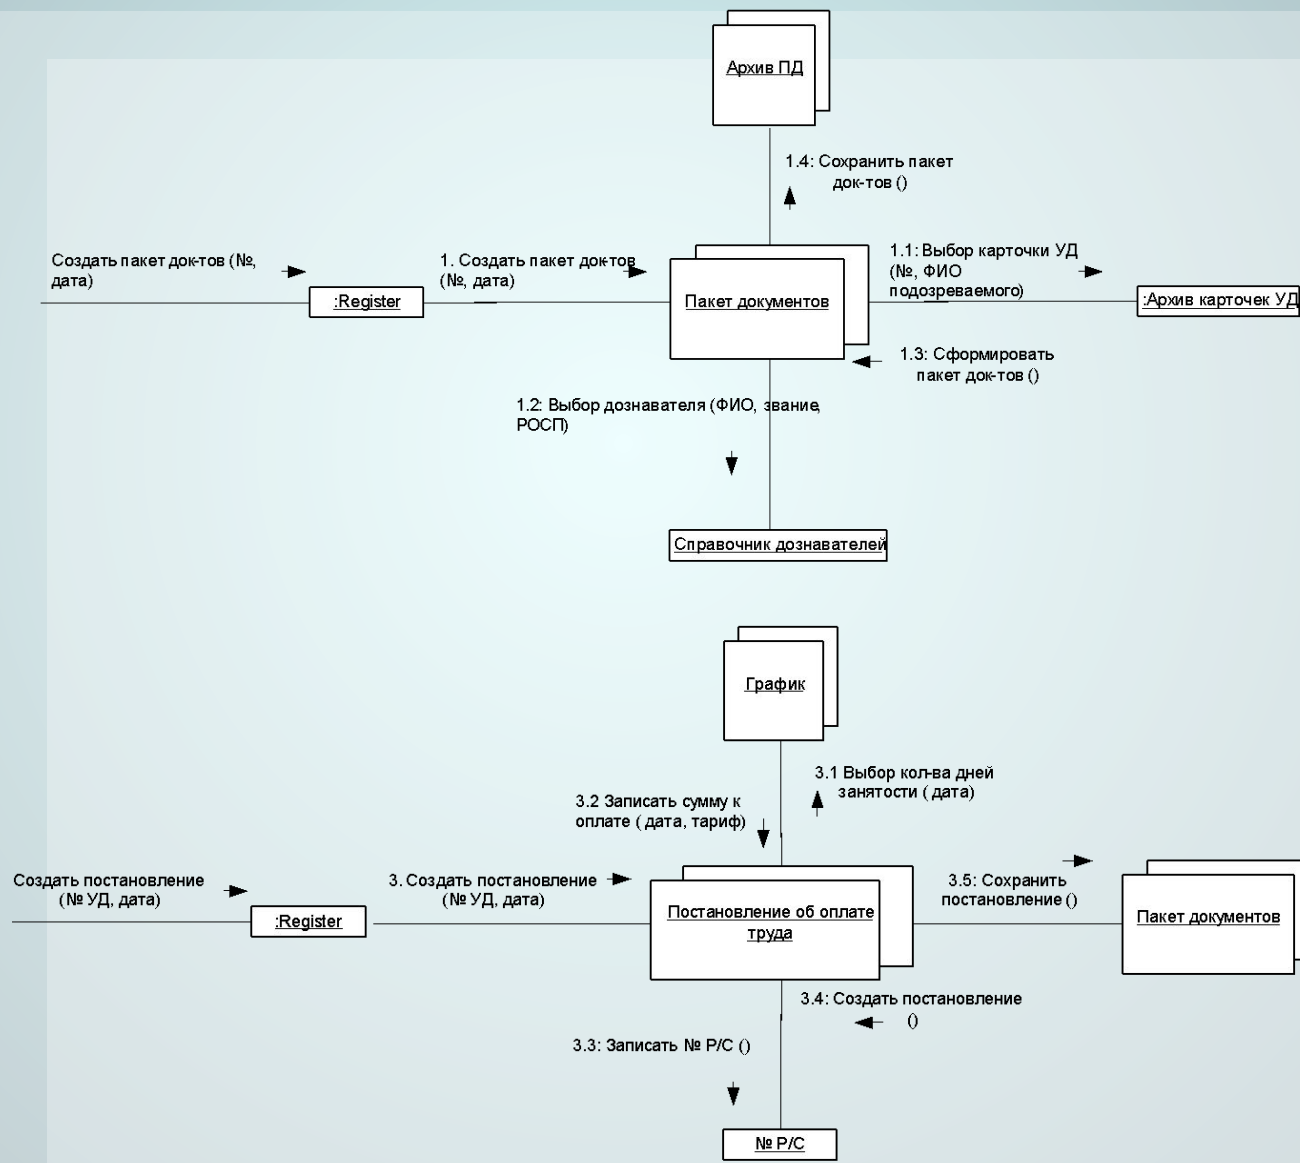 Архив ПД
1.4: Сохранить пакет
док-тов ()
Создать пакет док-тов (№,
дата)
:Register
1. Создать пакет док-тов
(№, дата)
Пакет документов
1.1: Выбор карточки УД
(№, ФИО
подозреваемого)
:Архив карточек УД
1.3: Сформировать
пакет док-тов ()
1.2: Выбор дознавателя (ФИО, звание,
РОСП)
Справочник дознавателей
График
3.1 Выбор кол-ва дней
занятости ( дата)
3.2 Записать сумму к
оплате ( дата, тариф)
Создать постановление
(№ УД, дата)
:Register
3. Создать постановление
(№ УД, дата)
Постановление об оплате
труда
3.5: Сохранить
постановление ()
Пакет документов
3.4: Создать постановление
()
3.3: Записать № Р/С ()
№ Р/С